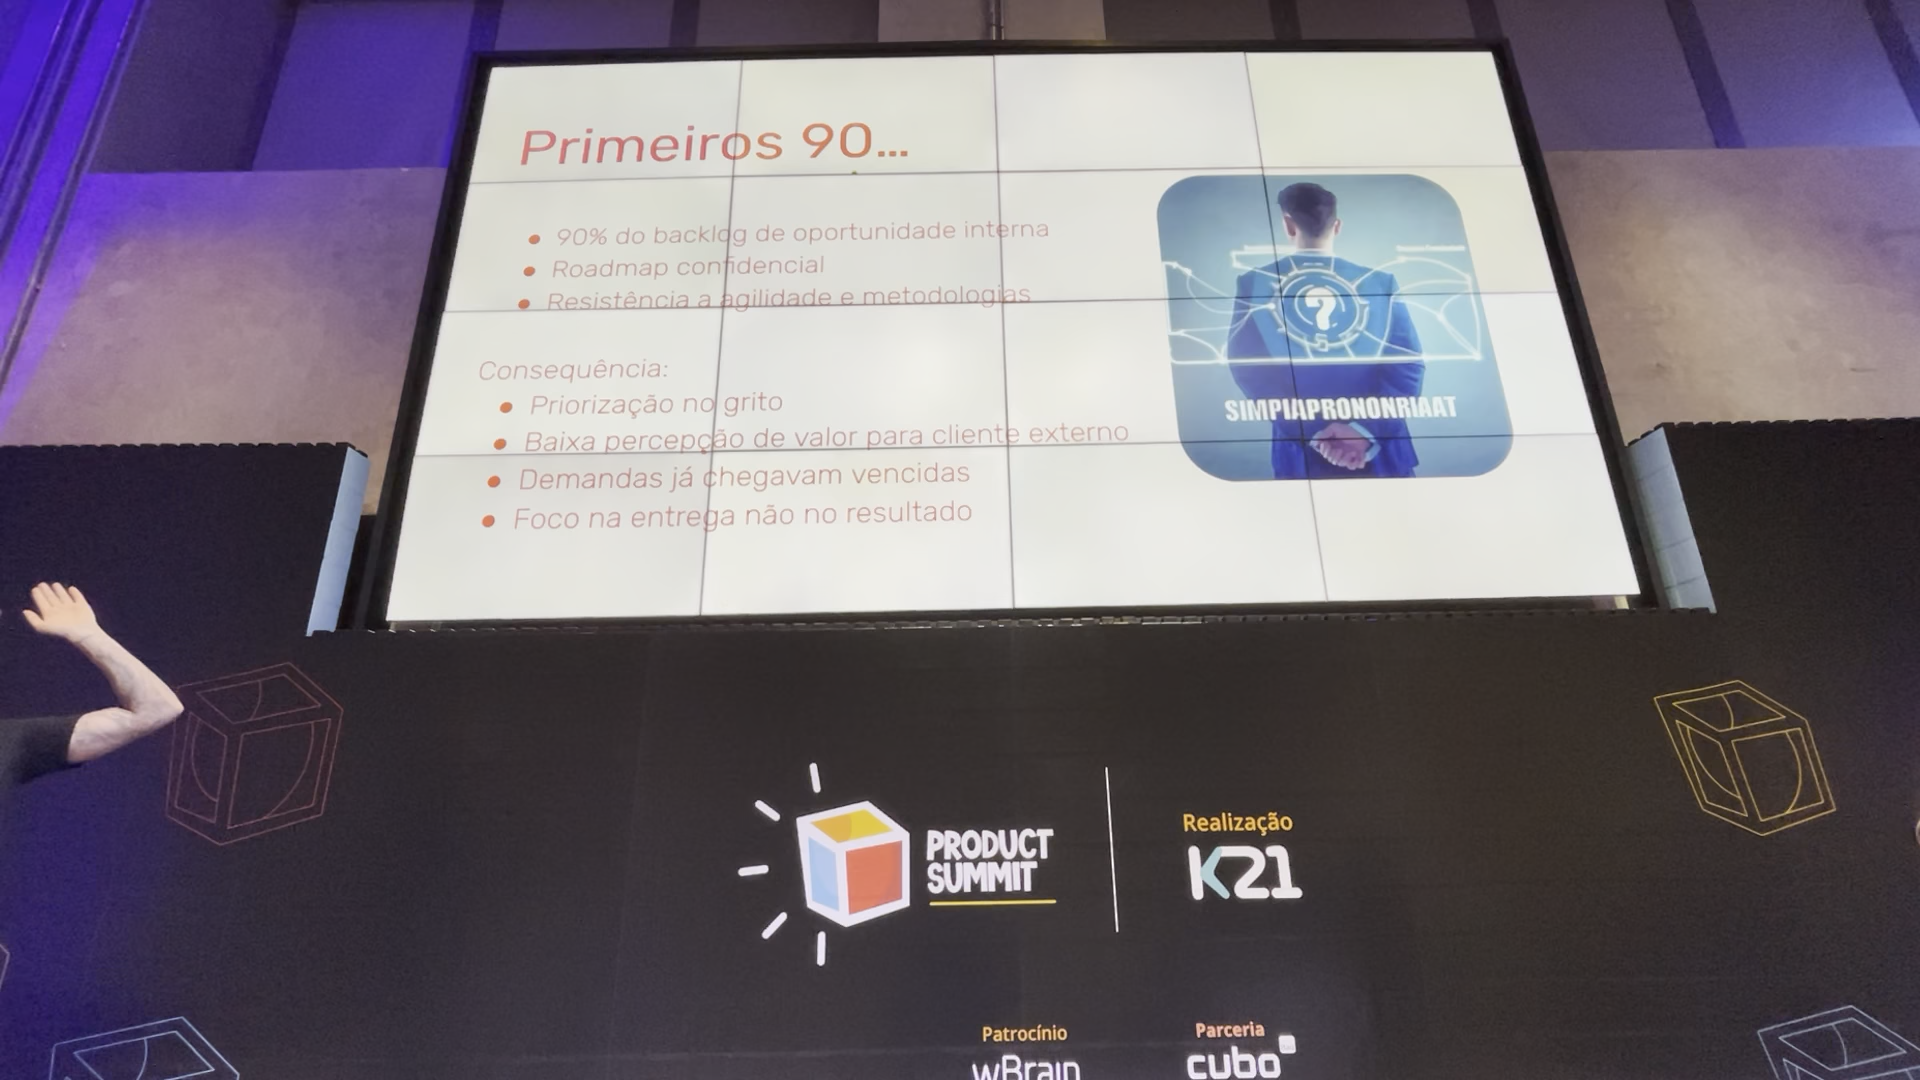 Primeiros 90...
90% do backlog de oportunidade interna
Roadmap confidencial
Resistência a agilidade e metodologias
Consequência:
Priorização no grito
Baixa percepção de valor para cliente externo
Demandas já chegavam vencidas
Foco na entrega não no resultado
?
SIMPIAPRONONRIAAT
PRODUCT
SUMMIT
Realização
K21
Patrocínio
wBrain
Parceria
cubo